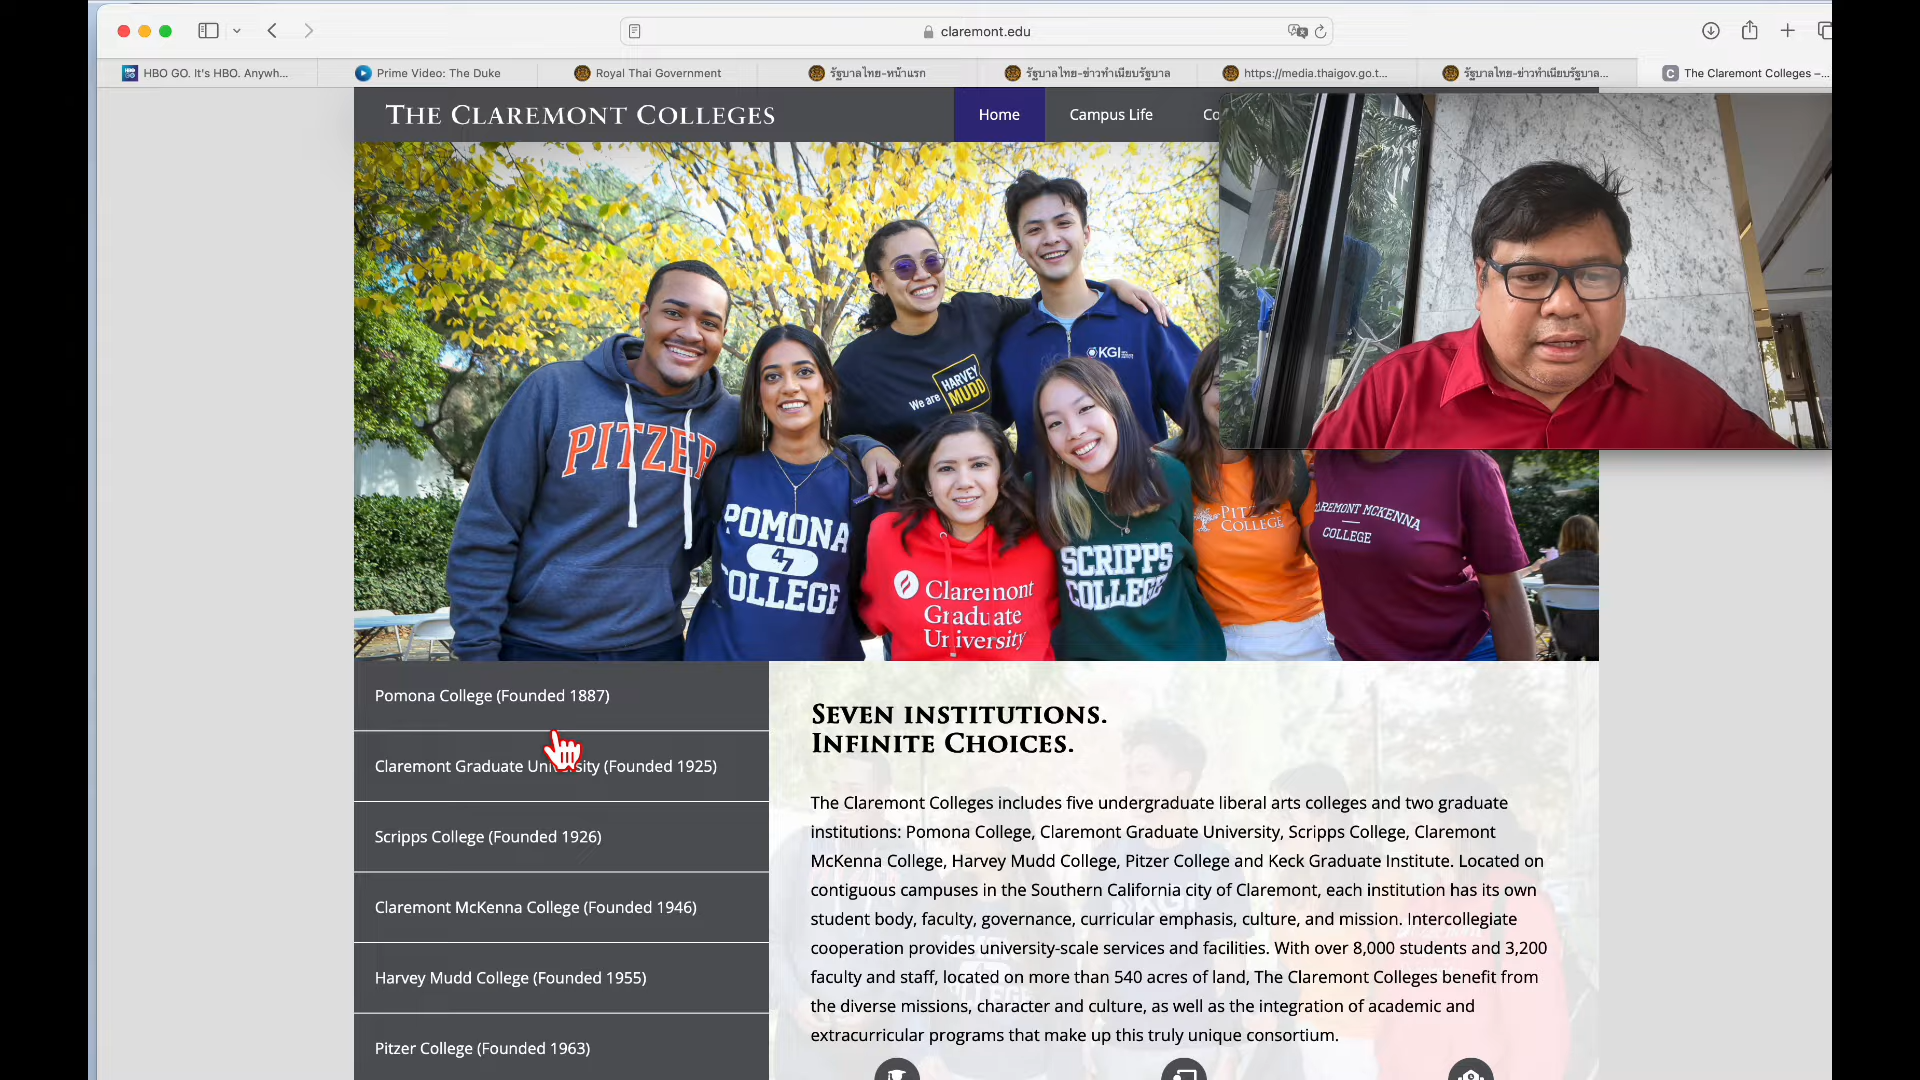 claremont.edu
HBO GO. It's HBO. Anywh...
Prime Video: The Duke
Royal Thai Government
รัฐบาลไทย-หน้าแรก
รัฐบาลไทย-ข่าวทำเนียบรัฐบาล
https://media.thaigov.go.t...
รัฐบาลไทย-ข่าวทำเนียบรัฐบาล...
C The Claremont Colleges –...
THE CLAREMONT COLLEGES
Home
Campus Life
Co
KGI
We are HARVEY MUDD
PITZER
POMONA
47
COLLEGE
Claremont
Graduate
University
SCRIPPS
COLLEGE
PITZER
COLLEGE
CLAREMONT MCKENNA
COLLEGE
Pomona College (Founded 1887)
Claremont Graduate University (Founded 1925)
Scripps College (Founded 1926)
Claremont McKenna College (Founded 1946)
Harvey Mudd College (Founded 1955)
Pitzer College (Founded 1963)
SEVEN INSTITUTIONS.
INFINITE CHOICES.
The Claremont Colleges includes five undergraduate liberal arts colleges and two graduate
institutions: Pomona College, Claremont Graduate University, Scripps College, Claremont
McKenna College, Harvey Mudd College, Pitzer College and Keck Graduate Institute. Located on
contiguous campuses in the Southern California city of Claremont, each institution has its own
student body, faculty, governance, curricular emphasis, culture, and mission. Intercollegiate
cooperation provides university-scale services and facilities. With over 8,000 students and 3,200
faculty and staff, located on more than 540 acres of land, The Claremont Colleges benefit from
the diverse missions, character and culture, as well as the integration of academic and
extracurricular programs that make up this truly unique consortium.